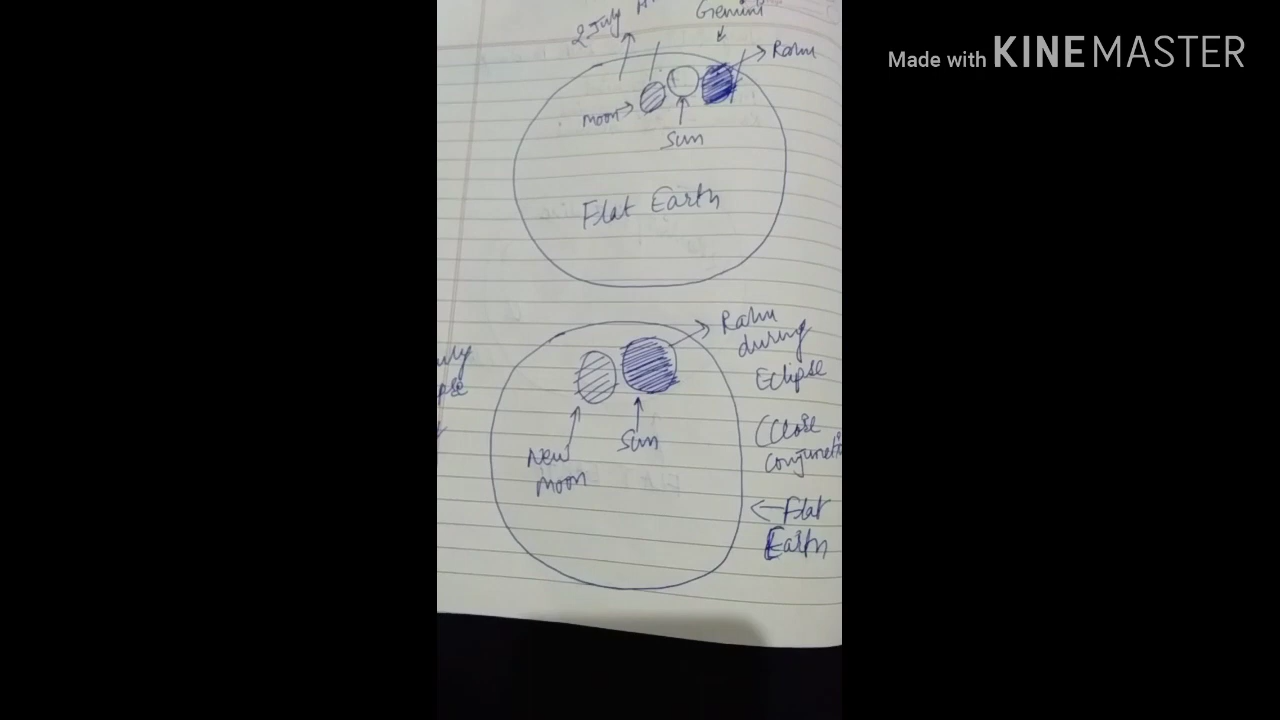 Made with KINEMASTER
2 July
Gemini
Rahu
Moon
Sun
Flat Earth
Rahu
during
Eclipse
(Close
Conjuncti
New
Moon
Sun
Flat
Earth